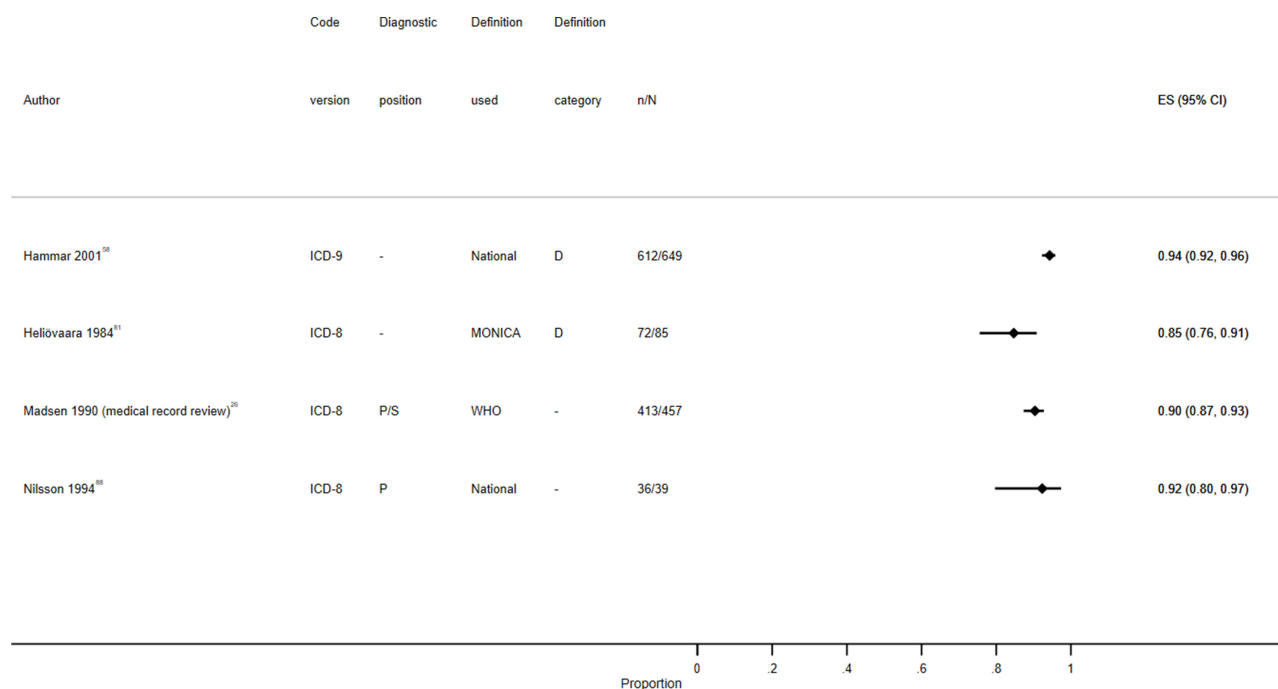 Code Diagnostic Definition Definition
Author version position used category n/N ES (95% CI)
Hammar 2001⁵⁸ ICD-9 - National D 612/649 0.94 (0.92, 0.96)
Heliövaara 1984⁸¹ ICD-8 - MONICA D 72/85 0.85 (0.76, 0.91)
Madsen 1990 (medical record review)²⁶ ICD-8 P/S WHO - 413/457 0.90 (0.87, 0.93)
Nilsson 1994⁸⁸ ICD-8 P National - 36/39 0.92 (0.80, 0.97)
0 .2 .4 .6 .8 1
Proportion